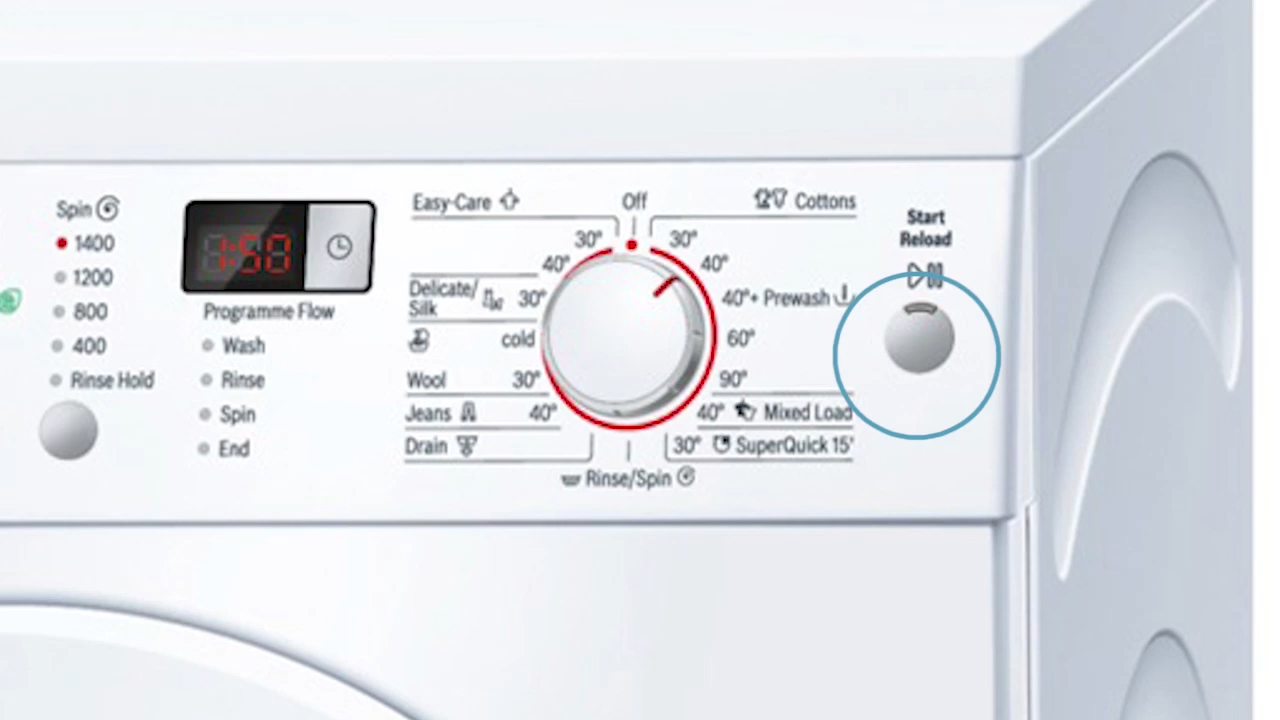 Spin
1400
1200
800
400
Rinse Hold
1:50
Programme Flow
Wash
Rinse
Spin
End
Easy-Care
30°
40°
Delicate/
Silk
30°
cold
Wool
30°
Jeans
40°
Drain
Off
Cottons
30°
40°
40°+ Prewash
60°
90°
40° Mixed Load
30° SuperQuick 15'
Rinse/Spin
Start
Reload